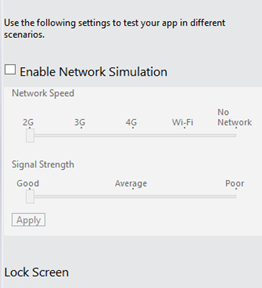 Use the following settings to test your app in different
scenarios.
Enable Network Simulation
Network Speed
2G 3G 4G Wi-Fi No Network
Signal Strength
Good Average Poor
Apply
Lock Screen